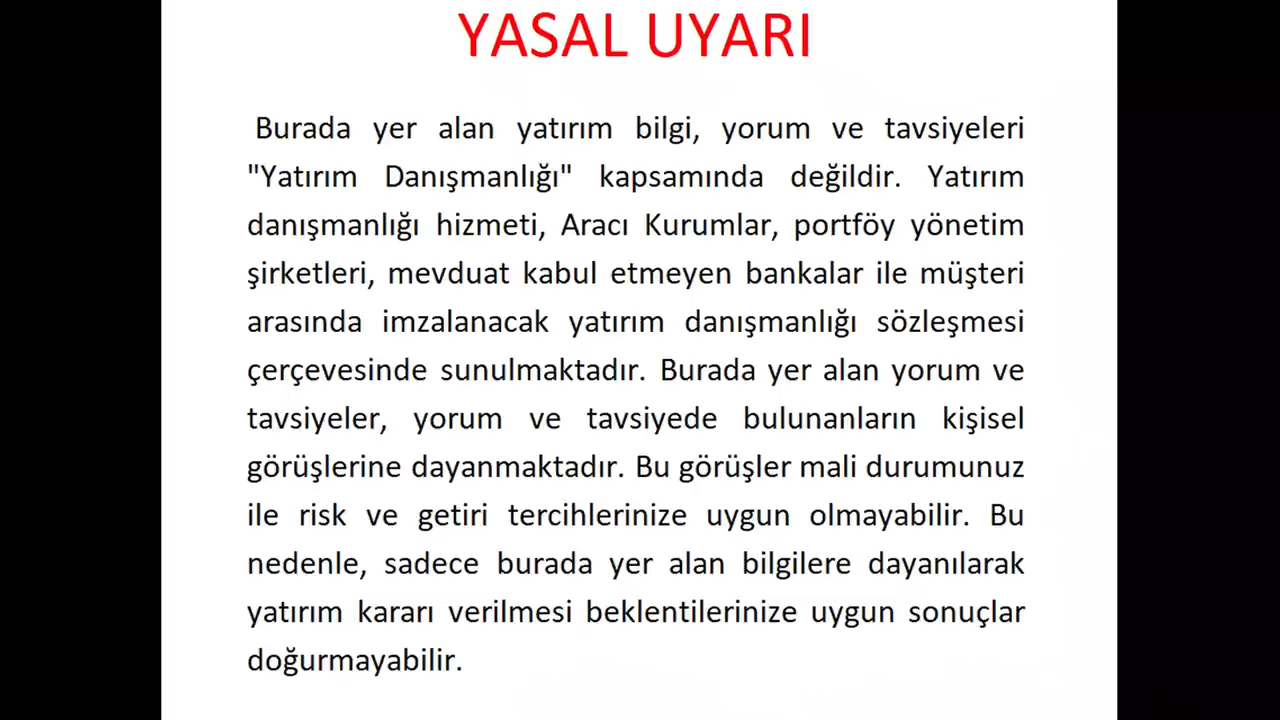 YASAL UYARI
Burada yer alan yatırım bilgi, yorum ve tavsiyeleri
"Yatırım Danışmanlığı" kapsamında değildir. Yatırım
danışmanlığı hizmeti, Aracı Kurumlar, portföy yönetim
şirketleri, mevduat kabul etmeyen bankalar ile müşteri
arasında imzalanacak yatırım danışmanlığı sözleşmesi
çerçevesinde sunulmaktadır. Burada yer alan yorum ve
tavsiyeler, yorum ve tavsiyede bulunanların kişisel
görüşlerine dayanmaktadır. Bu görüşler mali durumunuz
ile risk ve getiri tercihlerinize uygun olmayabilir. Bu
nedenle, sadece burada yer alan bilgilere dayanılarak
yatırım kararı verilmesi beklentilerinize uygun sonuçlar
doğurmayabilir.